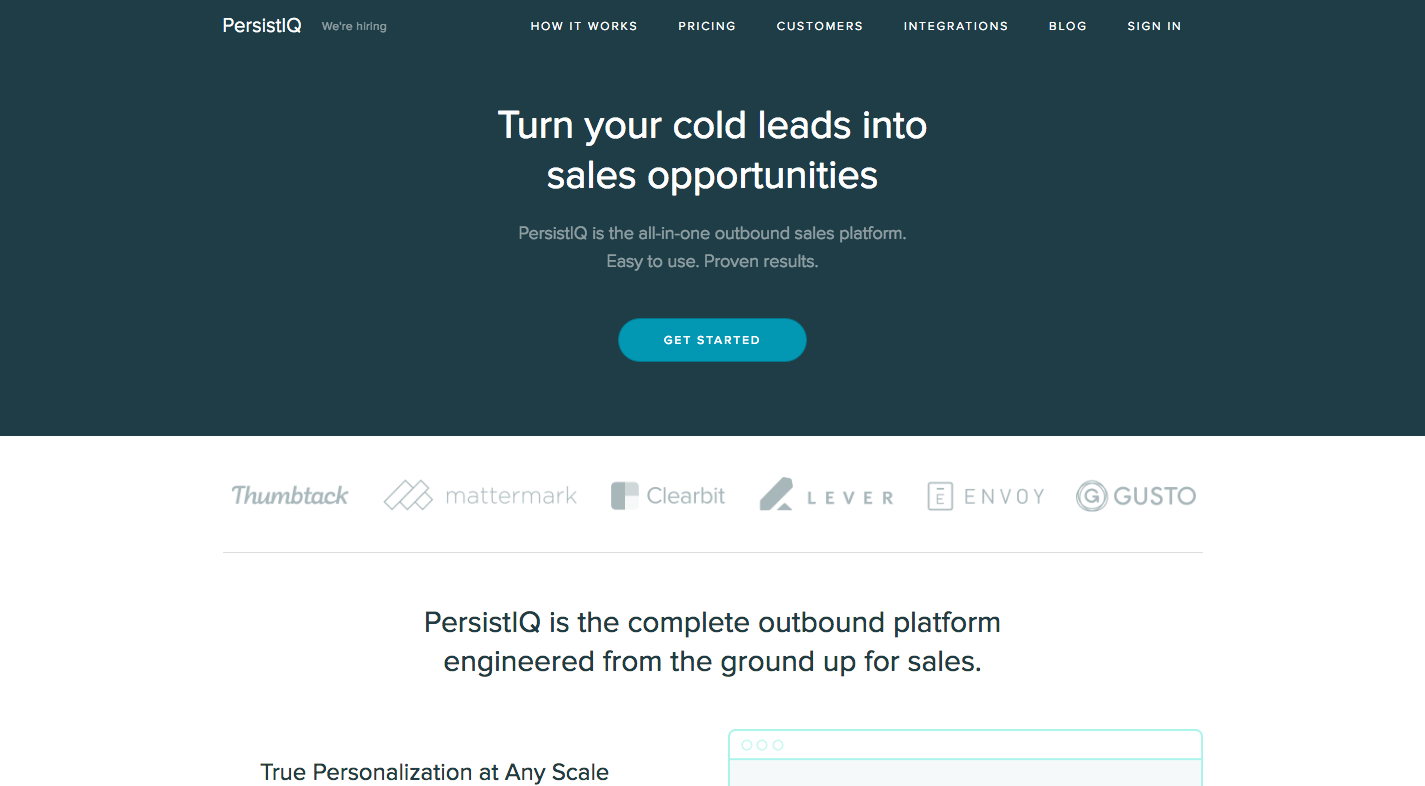 PersistIQ We're hiring HOW IT WORKS PRICING CUSTOMERS INTEGRATIONS BLOG SIGN IN
Turn your cold leads into
sales opportunities
PersistIQ is the all-in-one outbound sales platform.
Easy to use. Proven results.
GET STARTED
Thumbtack mattermark Clearbit LEVER E ENVOY G GUSTO
PersistIQ is the complete outbound platform
engineered from the ground up for sales.
True Personalization at Any Scale